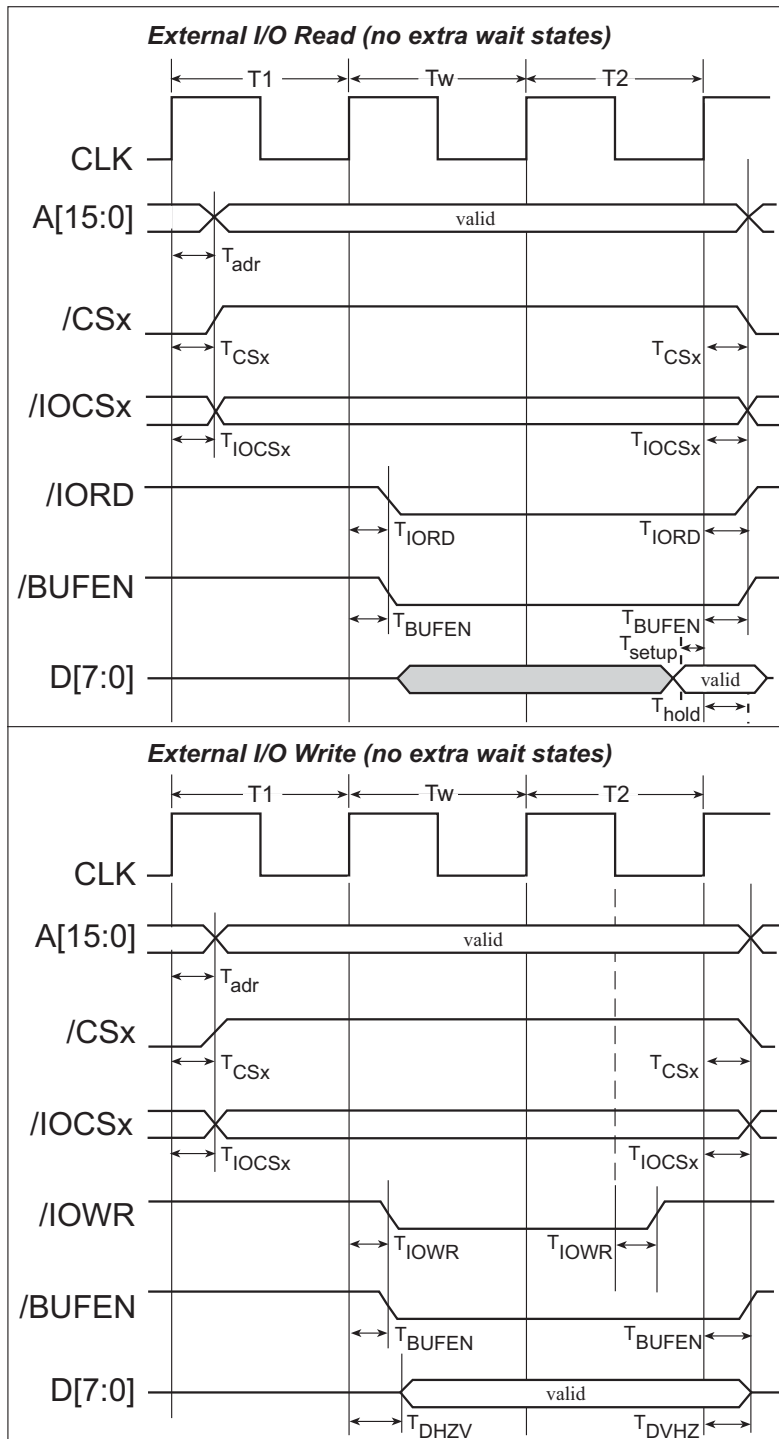 External I/O Read (no extra wait states)
T1 Tw T2
CLK
A[15:0] valid
Tadr
/CSx
TCSx TCSx
/IOCSx
TIOCSx TIOCSx
/IORD
TIORD TIORD
/BUFEN
TBUFEN TBUFEN
Tsetup
D[7:0] valid
Thold
External I/O Write (no extra wait states)
T1 Tw T2
CLK
A[15:0] valid
Tadr
/CSx
TCSx TCSx
/IOCSx
TIOCSx TIOCSx
/IOWR
TIOWR TIOWR
/BUFEN
TBUFEN TBUFEN
D[7:0] valid
TDHZV TDVHZ